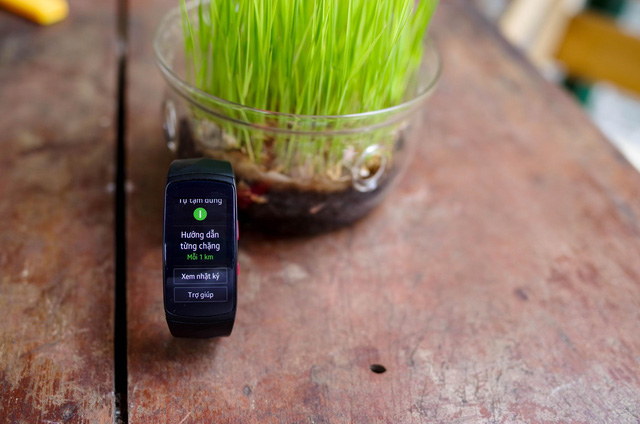 Tự tạm dừng
Hướng dẫn
từng chặng
Mỗi 1 km
Xem nhật ký
Trợ giúp